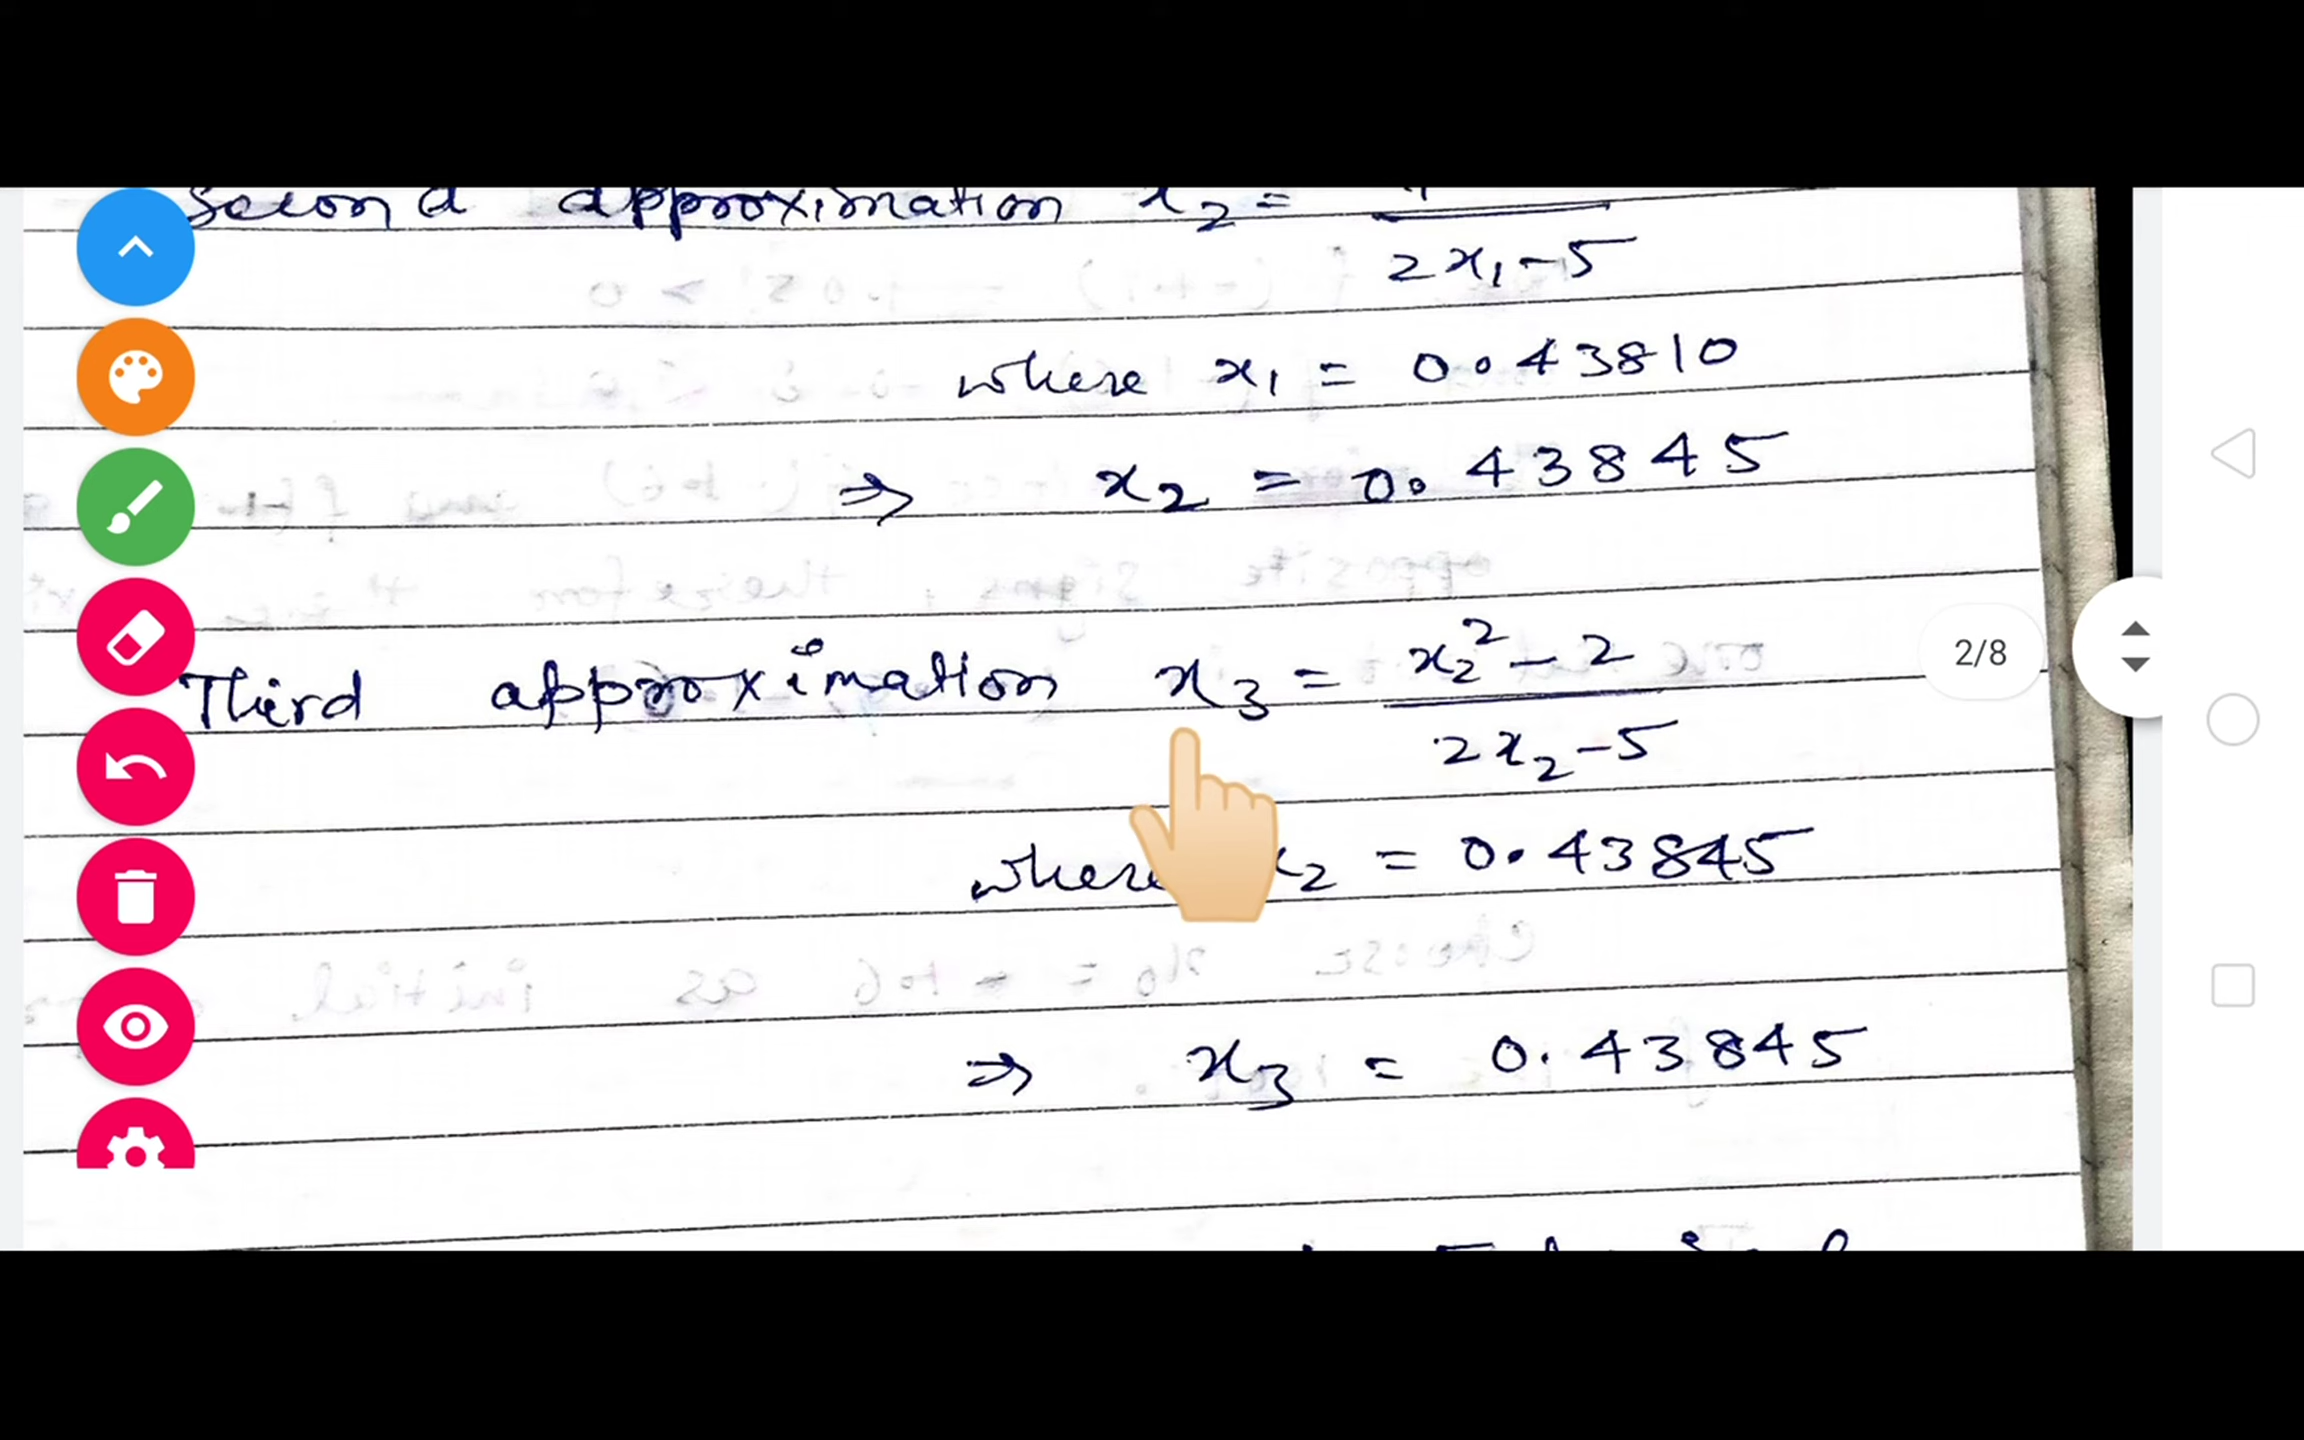 Second approximation x₂ =
2x₁-5
where x₁ = 0.43810
⇒ x₂ = 0.43845
Third approximation x₃ = x₂² - 2
2x₂-5
2/8
where x₂ = 0.43845
⇒ x₃ = 0.43845